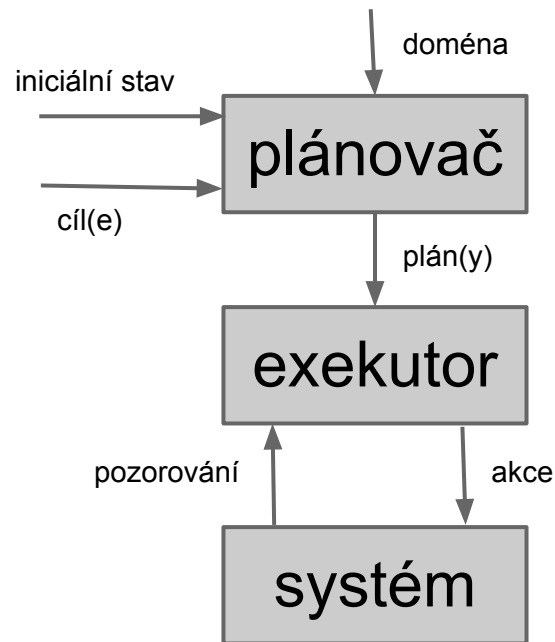 doména
iniciální stav
plánovač
cíl(e)
plán(y)
exekutor
pozorování
akce
systém